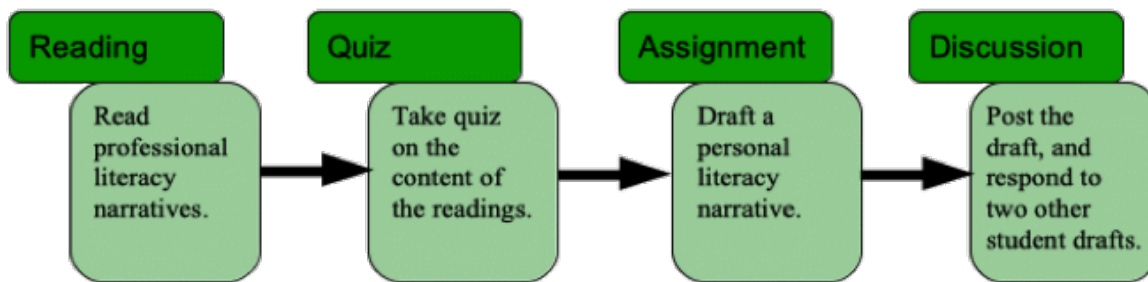 Reading
Read
professional
literacy
narratives.
Quiz
Take quiz
on the
content of
the readings.
Assignment
Draft a
personal
literacy
narrative.
Discussion
Post the
draft, and
respond to
two other
student drafts.